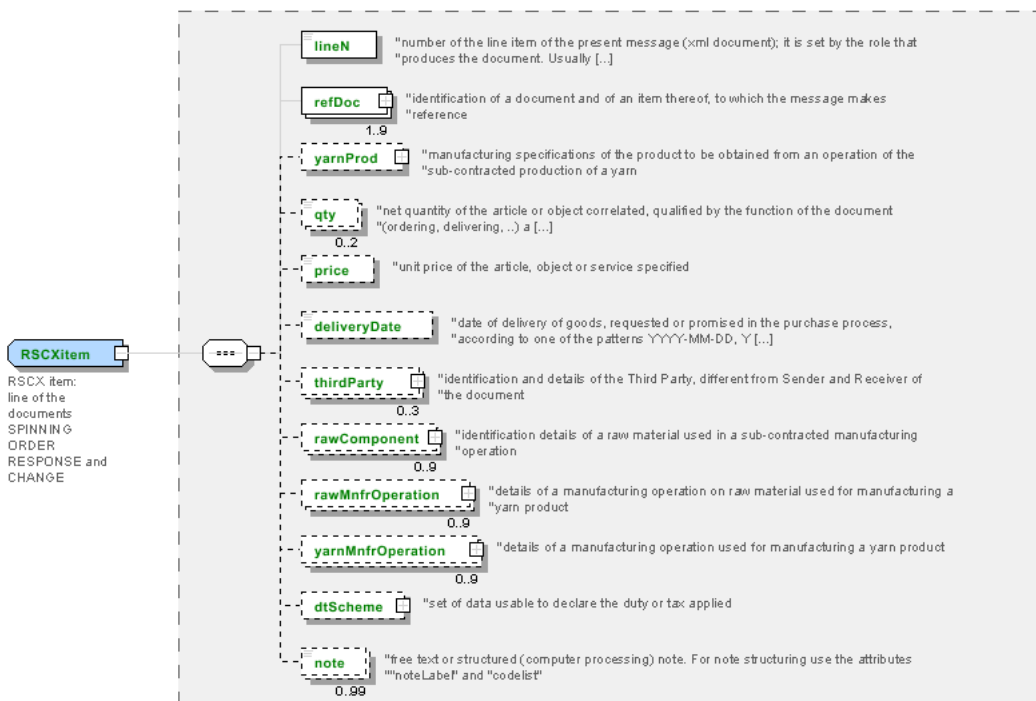 lineN
"number of the line item of the present message (xml document); it is set by the role that
"produces the document. Usually [...]
refDoc
"identification of a document and of an item thereof, to which the message makes
"reference
1..9
yarnProd
"manufacturing specifications of the product to be obtained from an operation of the
"sub-contracted production of a yarn
qty
"net quantity of the article or object correlated, qualified by the function of the document
"(ordering, delivering, ..) a [...]
0..2
price
"unit price of the article, object or service specified
deliveryDate
"date of delivery of goods, requested or promised in the purchase process,
"according to one of the patterns YYYY-MM-DD, Y [...]
RSCXitem
RSCX item:
line of the
documents
SPINNING
ORDER
RESPONSE and
CHANGE
thirdParty
"identification and details of the Third Party, different from Sender and Receiver of
"the document
0..3
rawComponent
"identification details of a raw material used in a sub-contracted manufacturing
"operation
0..9
rawMnfrOperation
"details of a manufacturing operation on raw material used for manufacturing a
"yarn product
0..9
yarnMnfrOperation
"details of a manufacturing operation used for manufacturing a yarn product
0..9
dtScheme
"set of data usable to declare the duty or tax applied
note
"free text or structured (computer processing) note. For note structuring use the attributes
""noteLabel" and "codelist"
0..99